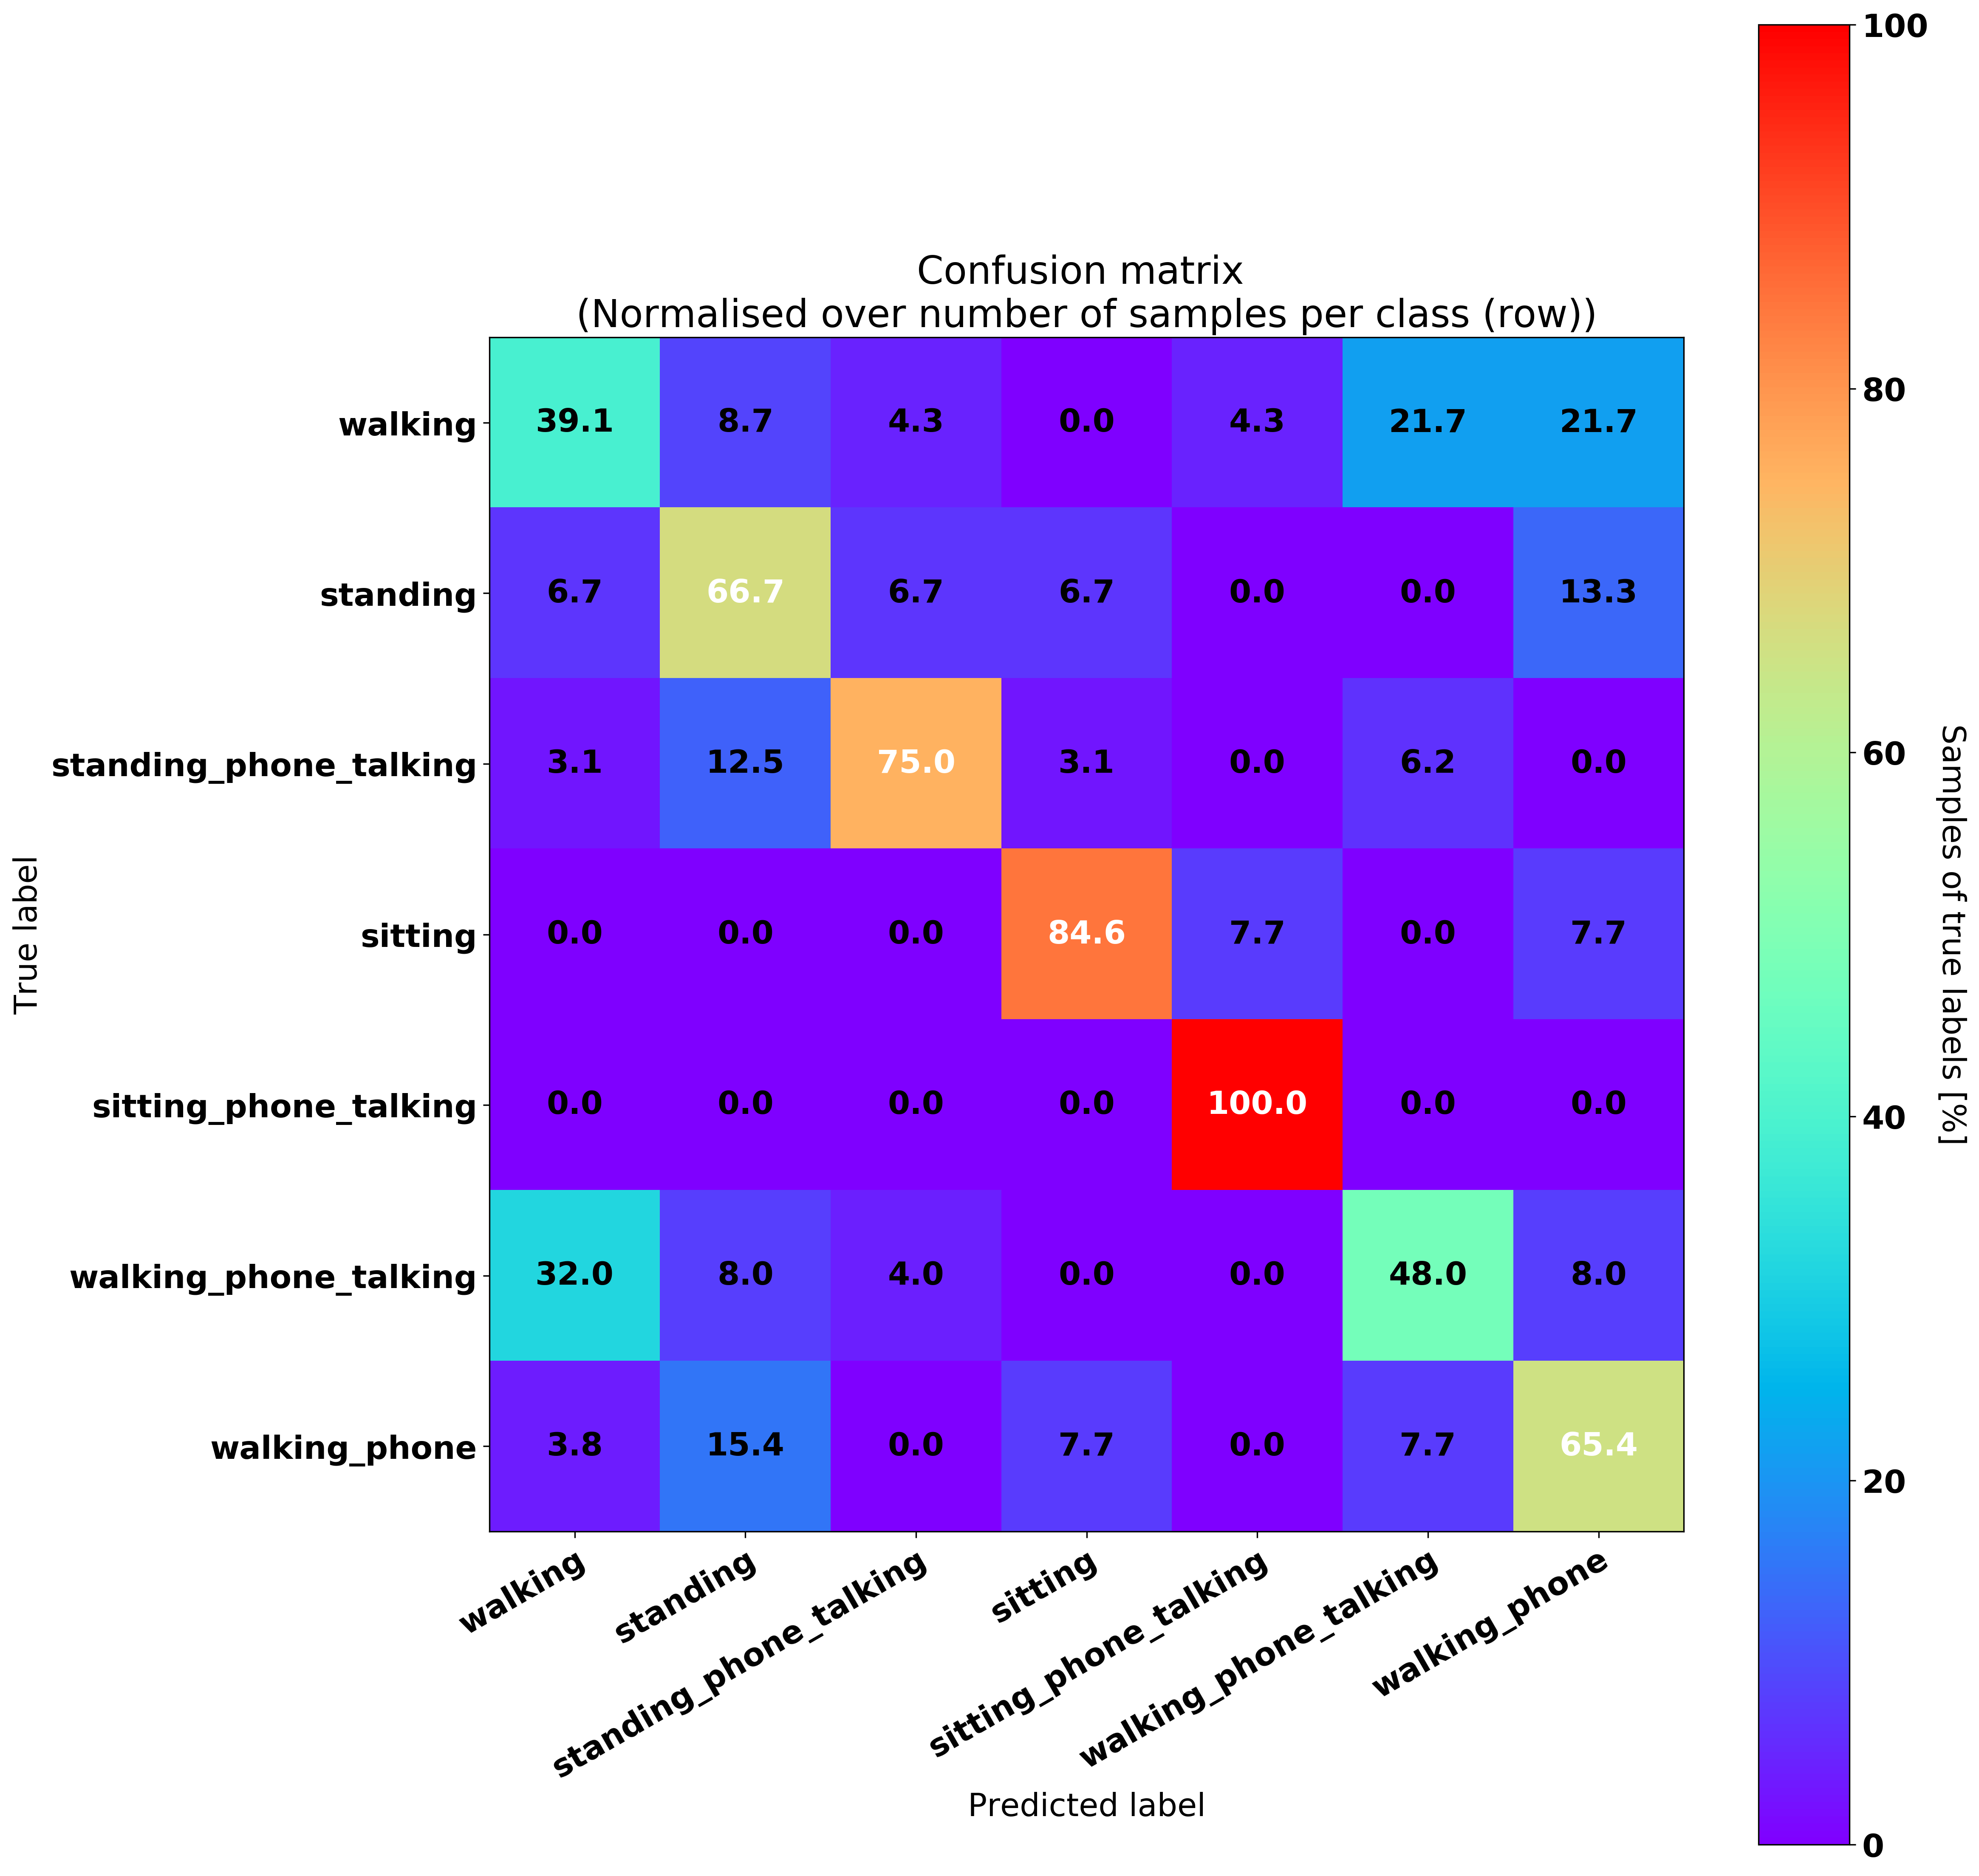 Confusion matrix
(Normalised over number of samples per class (row))
walking 39.1 8.7 4.3 0.0 4.3 21.7 21.7
standing 6.7 66.7 6.7 6.7 0.0 0.0 13.3
standing_phone_talking 3.1 12.5 75.0 3.1 0.0 6.2 0.0
sitting 0.0 0.0 0.0 84.6 7.7 0.0 7.7
sitting_phone_talking 0.0 0.0 0.0 0.0 100.0 0.0 0.0
walking_phone_talking 32.0 8.0 4.0 0.0 0.0 48.0 8.0
walking_phone 3.8 15.4 0.0 7.7 0.0 7.7 65.4
True label
walking
standing
standing_phone_talking
sitting
sitting_phone_talking
walking_phone_talking
walking_phone
Predicted label
100
80
60
40
20
0
Samples of true labels [%]